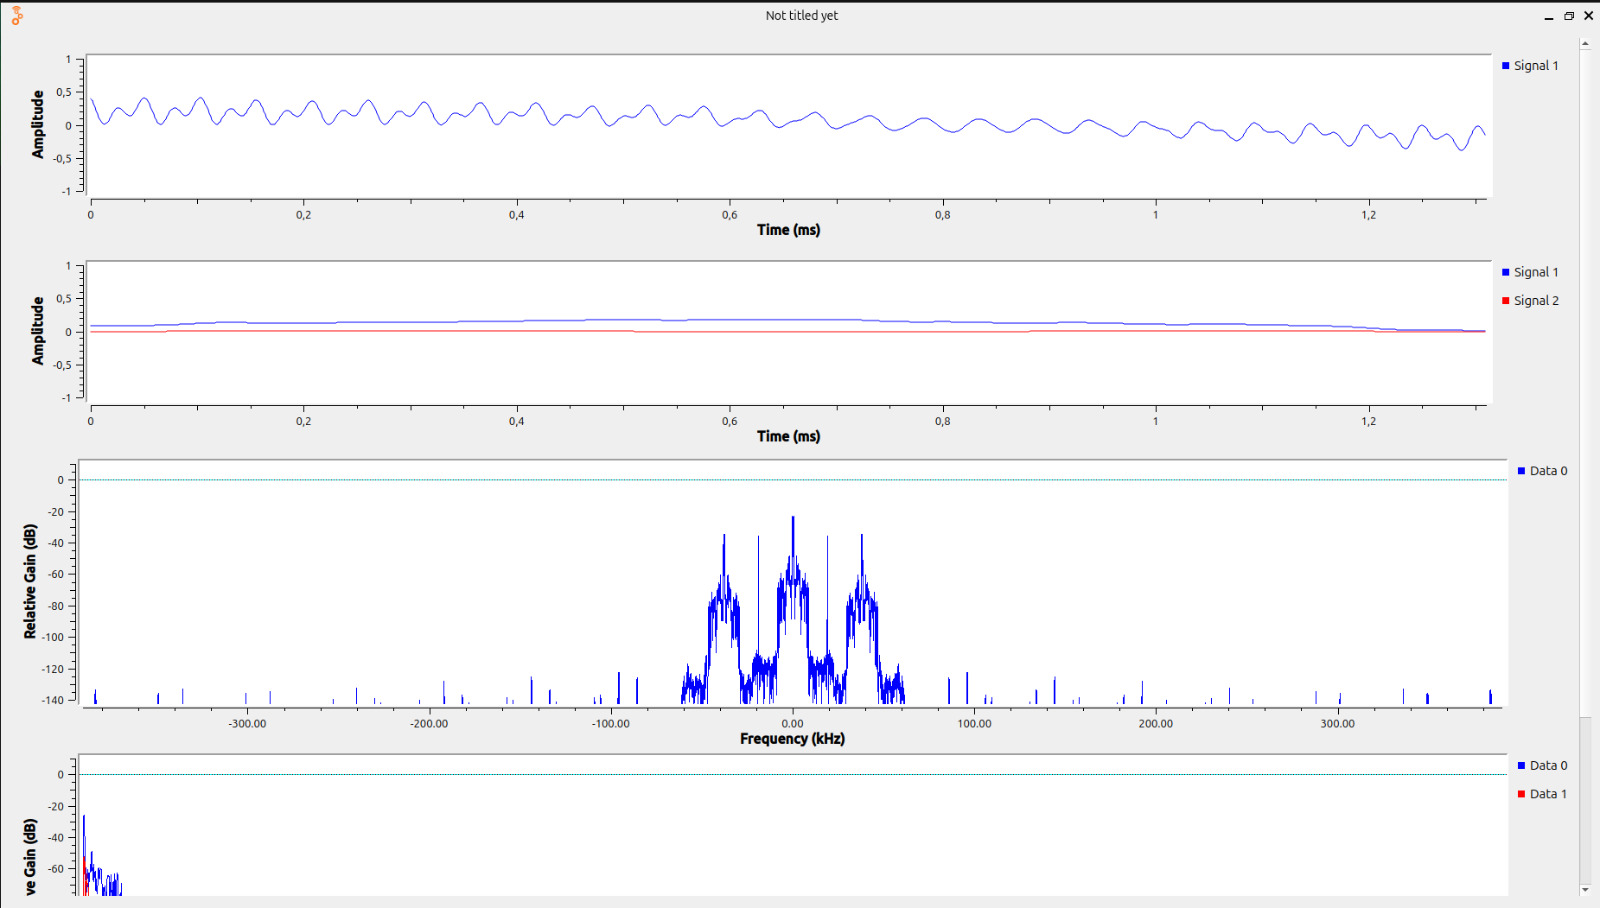 Not titled yet
Amplitude
1
0,5
0
-0,5
-1
Signal 1
0 0,2 0,4 0,6 0,8 1 1,2
Time (ms)
Amplitude
1
0,5
0
-0,5
-1
Signal 1
Signal 2
0 0,2 0,4 0,6 0,8 1 1,2
Time (ms)
Relative Gain (dB)
0
-20
-40
-60
-80
-100
-120
-140
Data 0
-300.00 -200.00 -100.00 0.00 100.00 200.00 300.00
Frequency (kHz)
ve Gain (dB)
0
-20
-40
-60
Data 0
Data 1